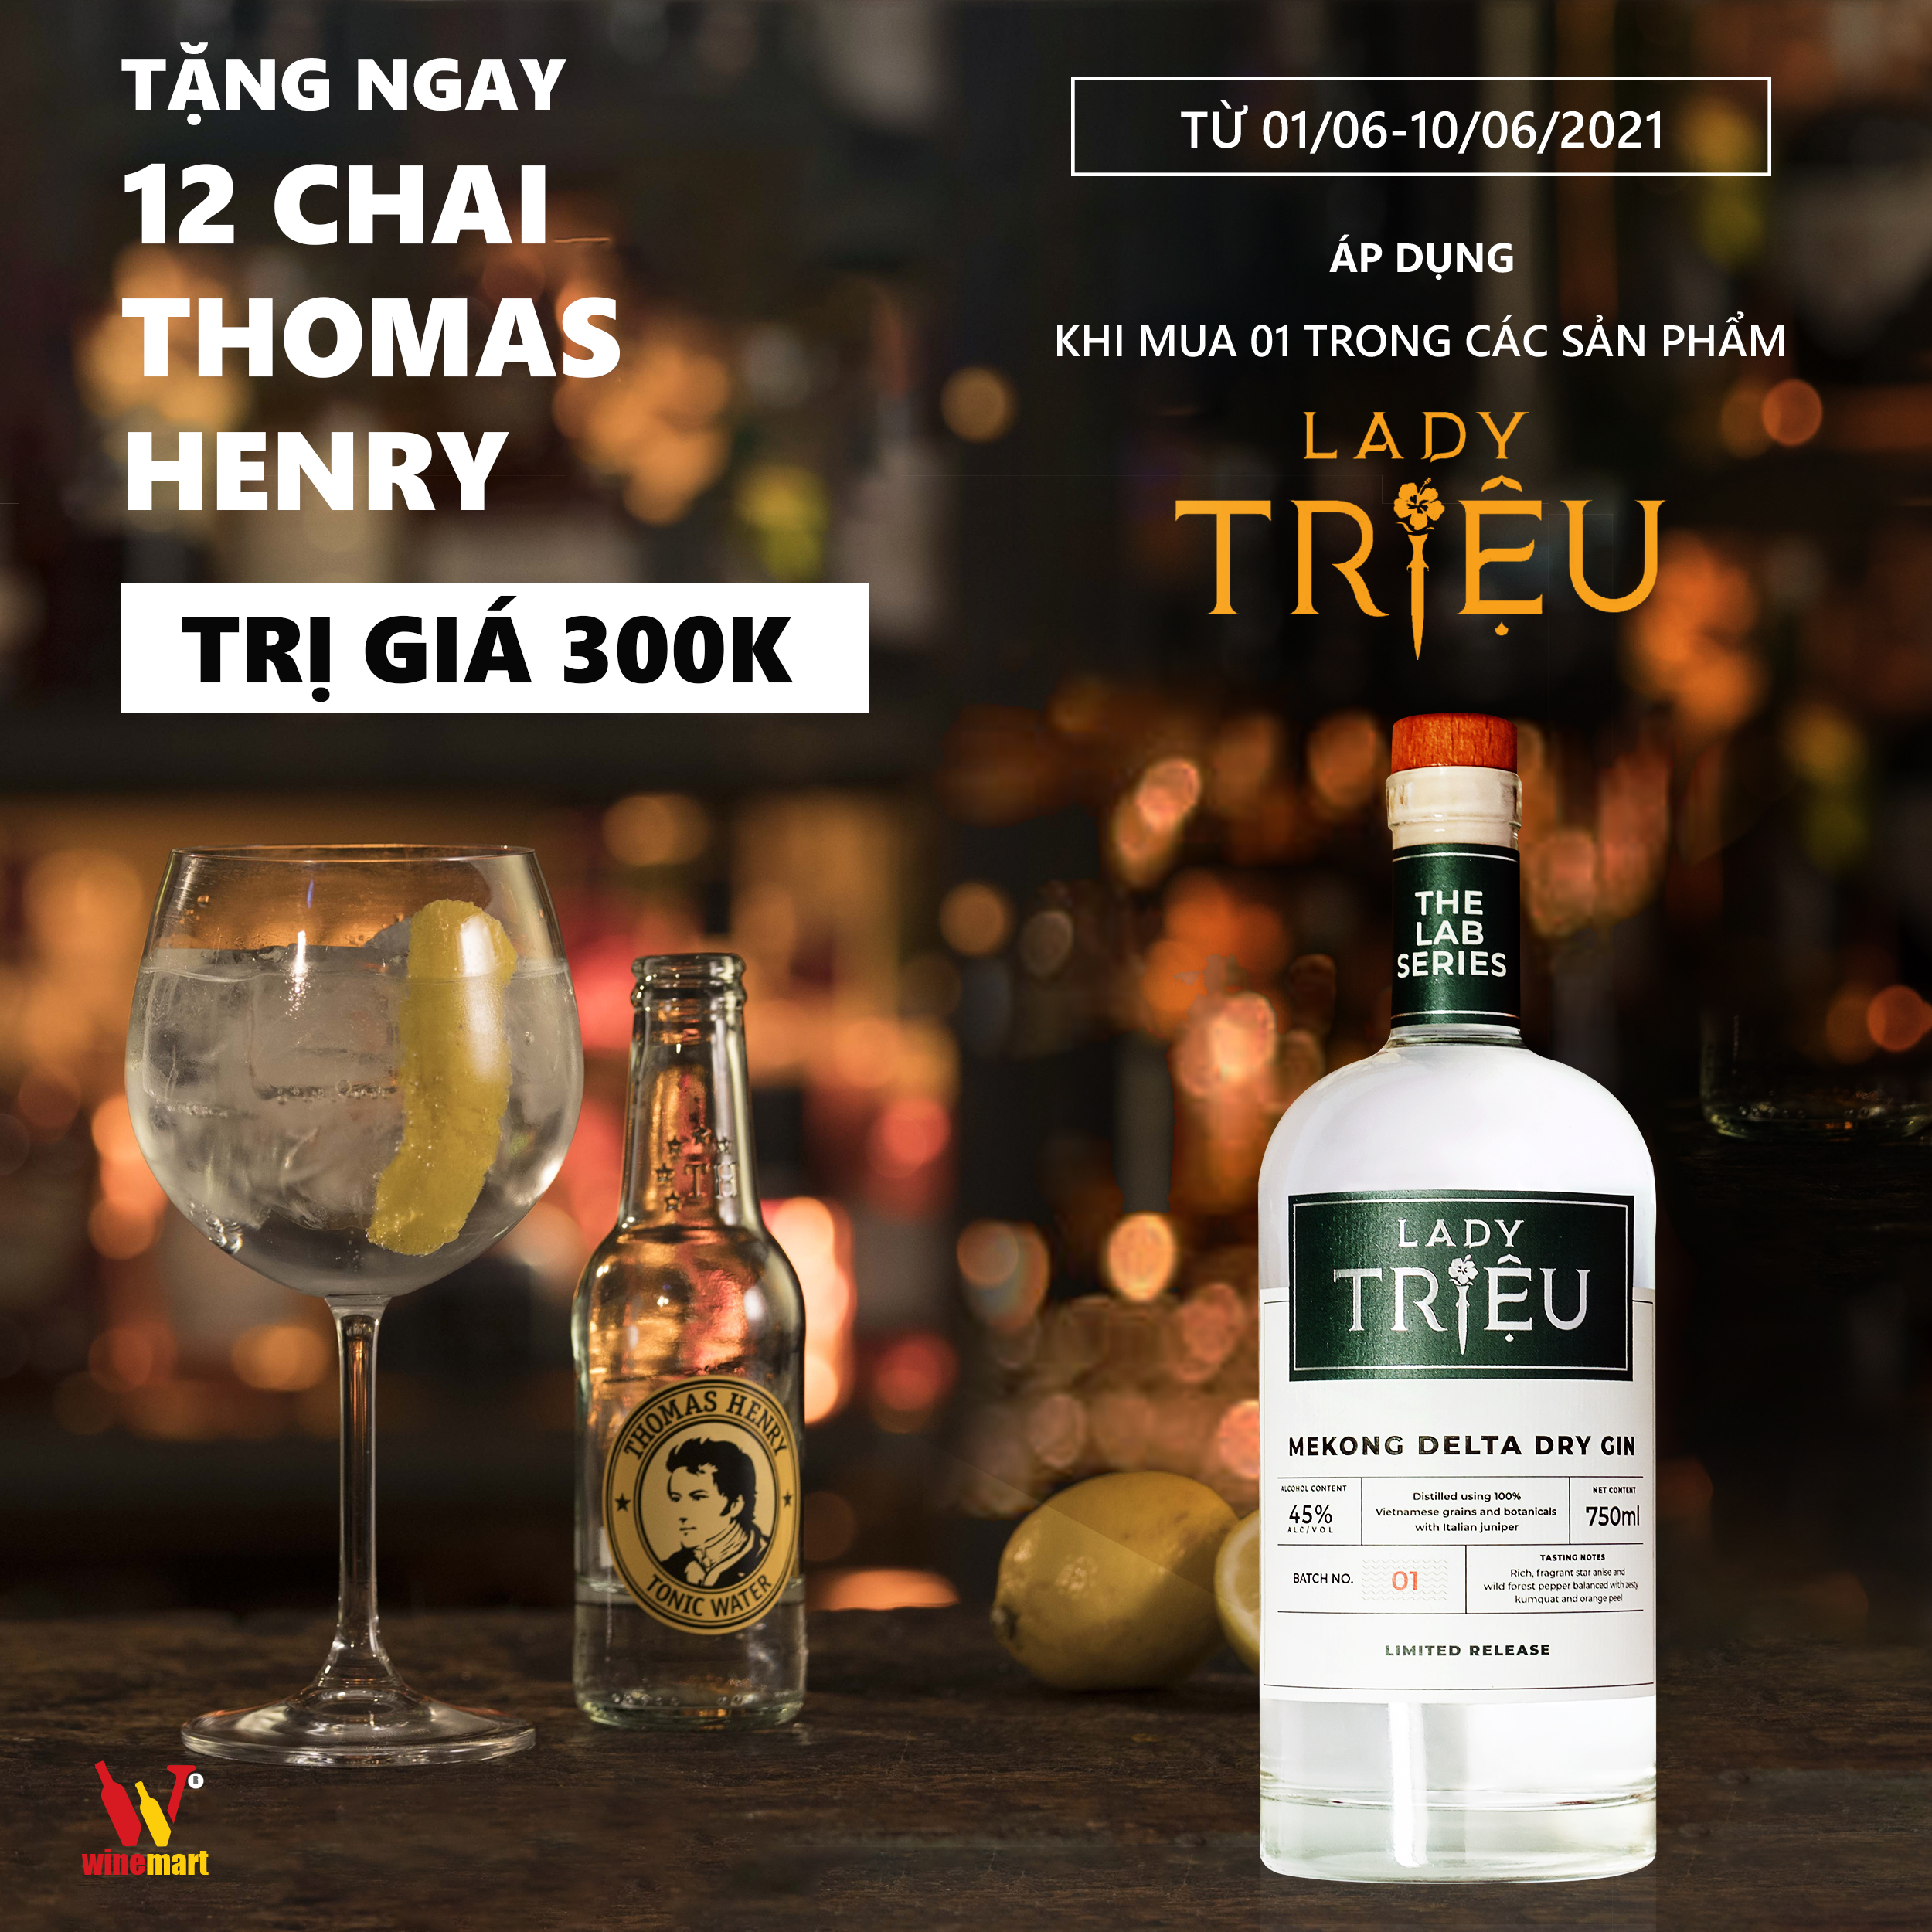 TẶNG NGAY
12 CHAI
THOMAS
HENRY
TRỊ GIÁ 300K
TỪ 01/06-10/06/2021
ÁP DỤNG
KHI MUA 01 TRONG CÁC SẢN PHẨM
LADY
TRIỆU
THE
LAB
SERIES
LADY
TRIỆU
MEKONG DELTA DRY GIN
ALCOHOL CONTENT
45%
ALC/VOL
Distilled using 100%
Vietnamese grains and botanicals
with Italian juniper
NET CONTENT
750ml
BATCH NO. 01
TASTING NOTES
Rich, fragrant star anise and
wild forest pepper balanced with zesty
kumquat and orange peel
LIMITED RELEASE
TH
THOMAS HENRY
TONIC WATER
W ®
winemart